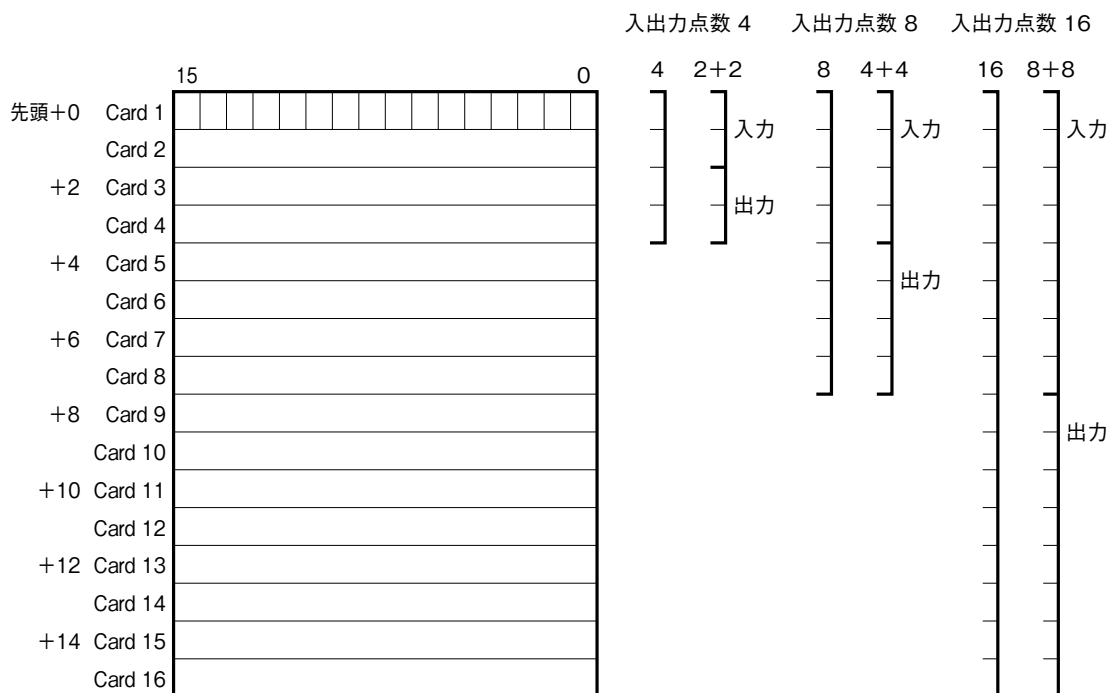 入出力点数 4 入出力点数 8 入出力点数 16
15 0 4 2+2 8 4+4 16 8+8
先頭+0 Card 1 入力 入力 入力
Card 2
+2 Card 3
出力
Card 4
+4 Card 5
出力
Card 6
+6 Card 7
Card 8
+8 Card 9
出力
Card 10
+10 Card 11
Card 12
+12 Card 13
Card 14
+14 Card 15
Card 16